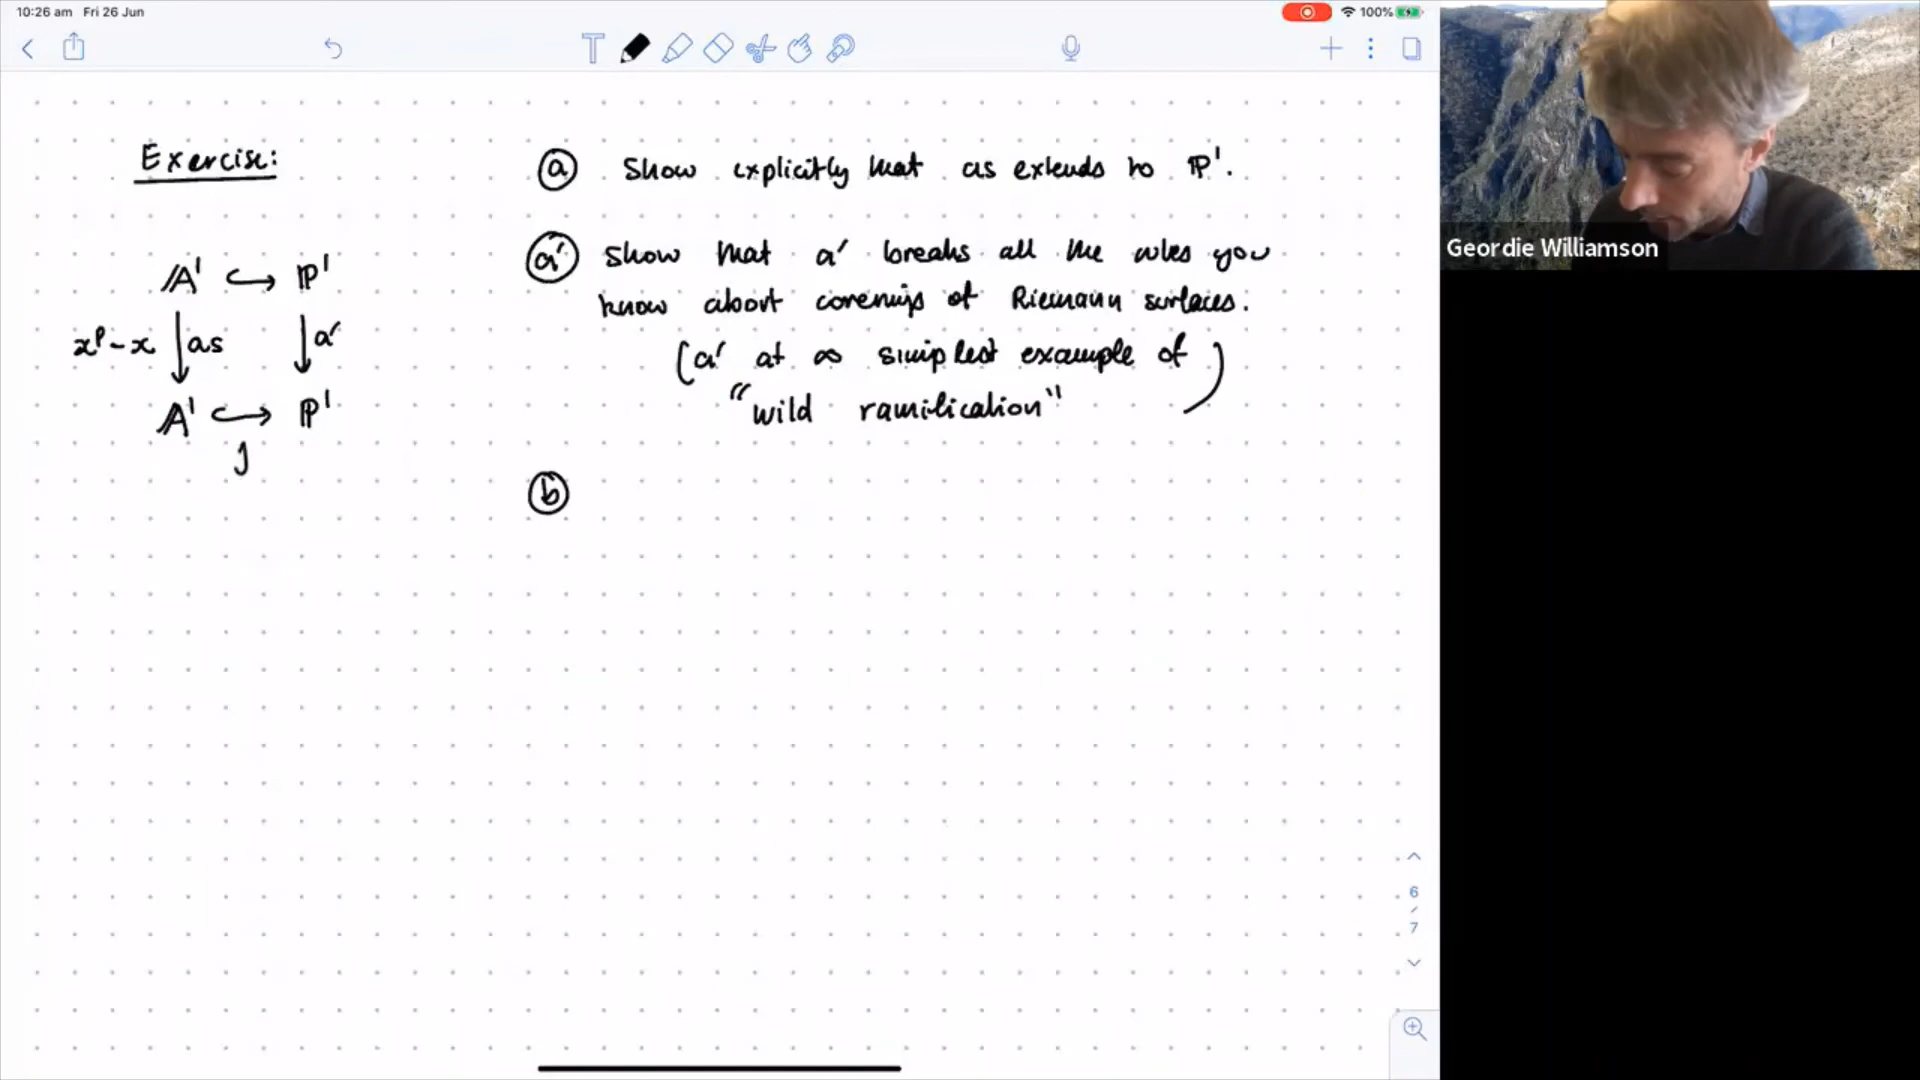 10:26 am Fri 26 Jun
100%
Exercise:
𝔸¹ ↪ ℙ¹
xᵖ - x ↓ as ↓ a'
𝔸¹ ↪ ℙ¹
j
ⓐ Show explicitly that as extends to ℙ¹.
ⓐ' Show that a' breaks all the rules you
know about coverings of Riemann surfaces.
(a' at ∞ simplest example of
"wild ramification")
ⓑ
Geordie Williamson
6
/
7